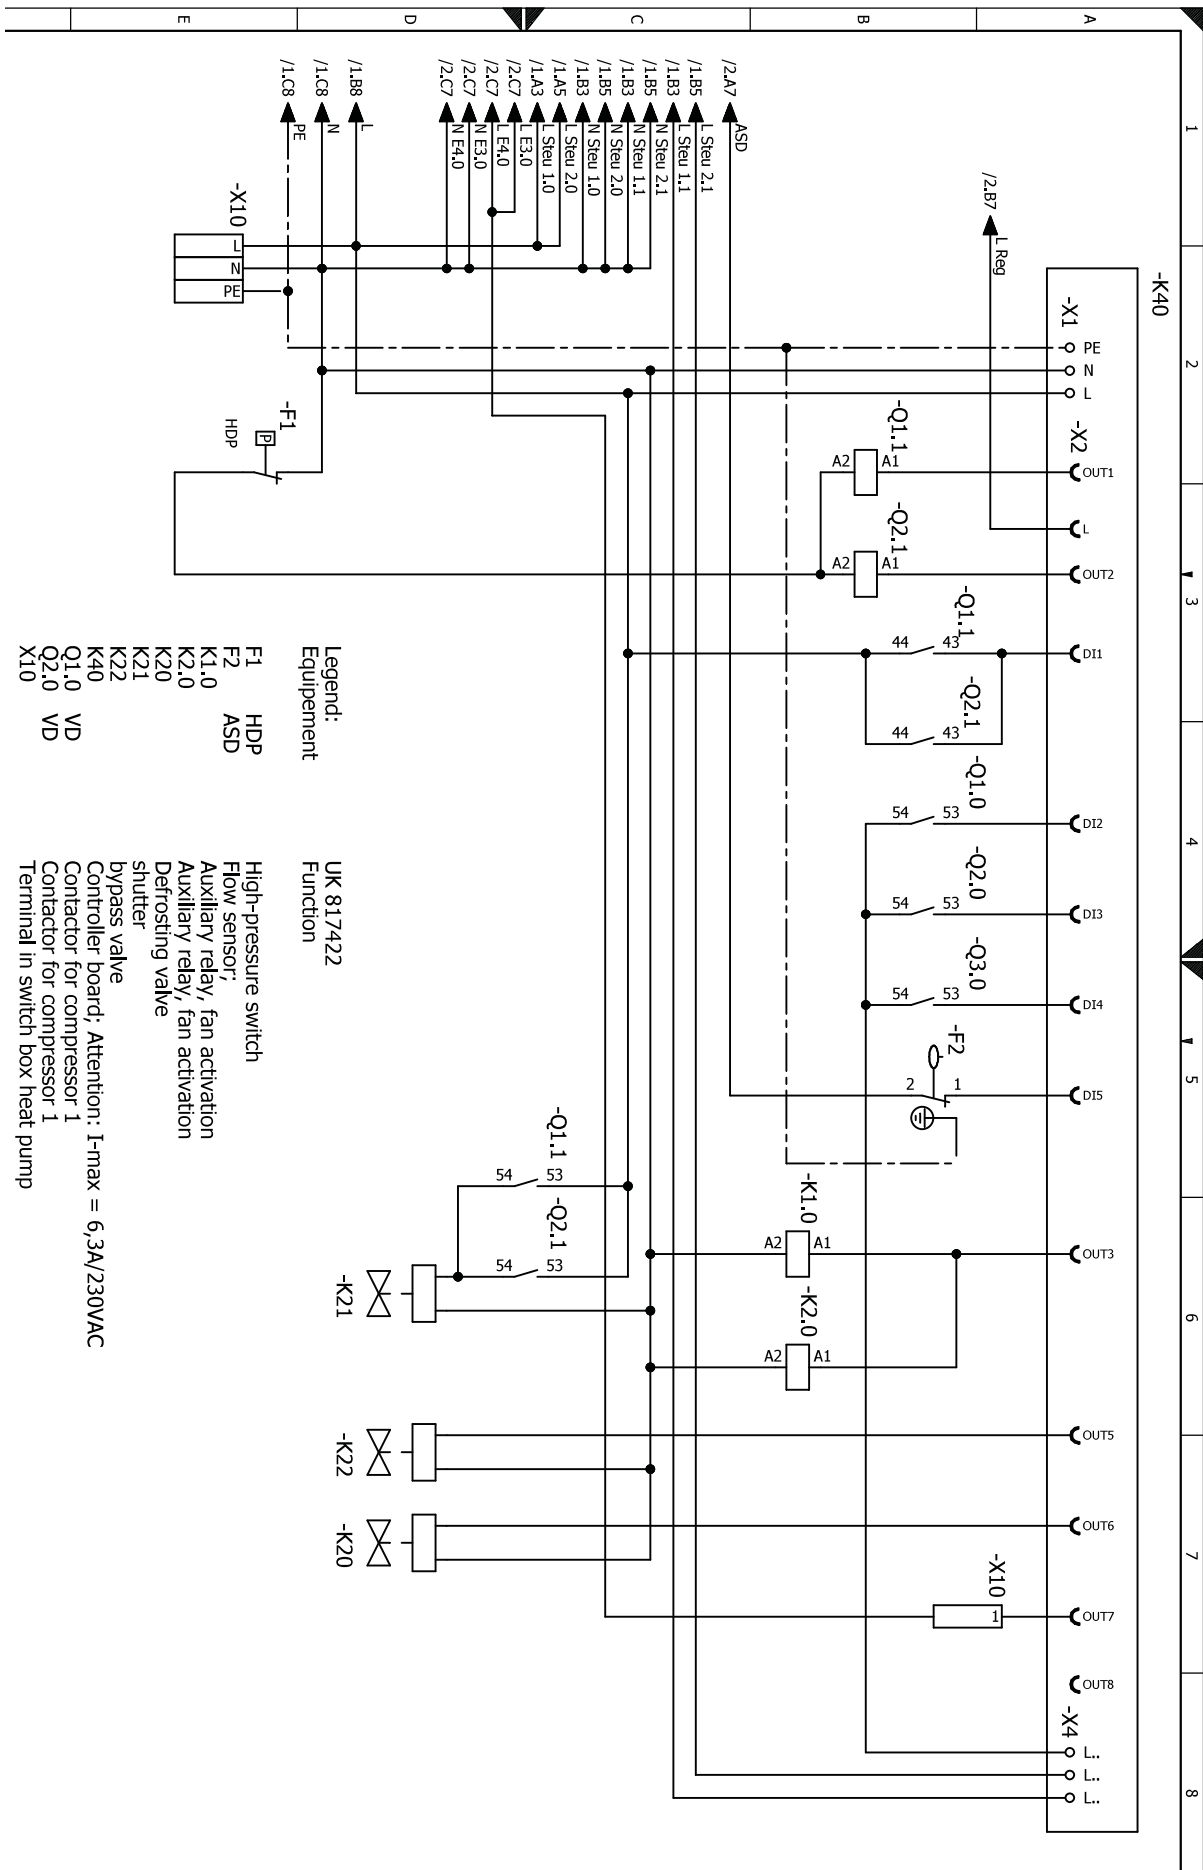 A
B
C
D
E
1
2
3
4
5
6
7
8
-K40
-X1
PE
N
L
-X2
OUT1
L
OUT2
DI1
DI2
DI3
DI4
DI5
OUT3
OUT5
OUT6
OUT7
OUT8
-X4
L..
L..
L..
/2.B7
L Reg
/2.A7
ASD
/1.B5
L Steu 2.1
/1.B3
L Steu 1.1
/1.B5
N Steu 2.1
/1.B3
N Steu 1.1
/1.B5
N Steu 2.0
/1.B3
N Steu 1.0
/1.A5
L Steu 2.0
/1.A3
L Steu 1.0
/2.C7
L E3.0
/2.C7
L E4.0
/2.C7
N E3.0
/2.C7
N E4.0
/1.B8
L
/1.C8
N
/1.C8
PE
-X10
L
N
PE
-F1
P
HDP
-Q1.1
A2 A1
-Q2.1
A2 A1
-Q1.1
44 43
-Q2.1
44 43
-Q1.0
54 53
-Q2.0
54 53
-Q3.0
54 53
-F2
2 1
-K1.0
A2 A1
-K2.0
A2 A1
-Q1.1
54 53
-Q2.1
54 53
-K21
-K22
-K20
-X10
1
UK 817422
Legend:
Equipement Function
F1 HDP High-pressure switch
F2 ASD Flow sensor;
K1.0 Auxiliary relay, fan activation
K2.0 Auxiliary relay, fan activation
K20 Defrosting valve
K21 shutter
K22 bypass valve
K40 Controller board; Attention: I-max = 6,3A/230VAC
Q1.0 VD Contactor for compressor 1
Q2.0 VD Contactor for compressor 1
X10 Terminal in switch box heat pump